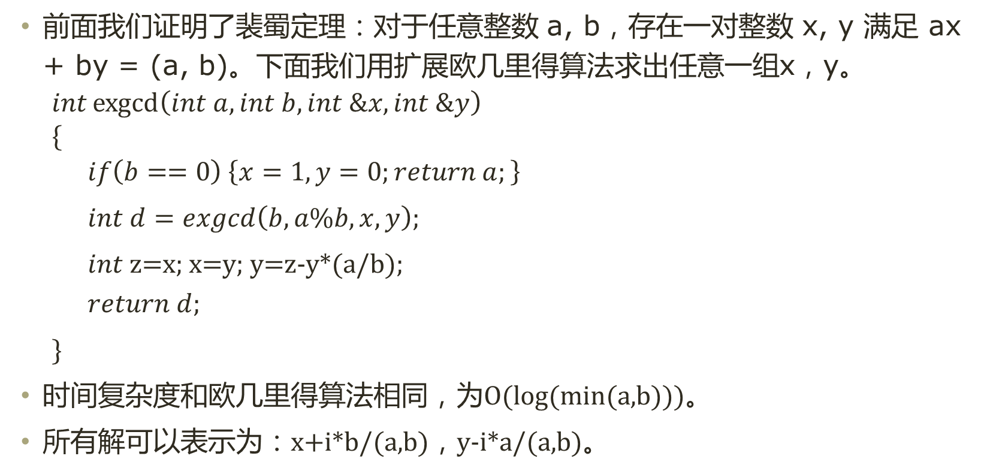 • 前面我们证明了裴蜀定理：对于任意整数 a, b，存在一对整数 x, y 满足 ax
+ by = (a, b)。下面我们用扩展欧几里得算法求出任意一组x，y。
int exgcd(int a, int b, int &x, int &y)
{
if(b == 0) {x = 1, y = 0; return a; }
int d = exgcd(b, a%b, x, y);
int z=x; x=y; y=z-y*(a/b);
return d;
}
• 时间复杂度和欧几里得算法相同，为O(log(min(a,b)))。
• 所有解可以表示为：x+i*b/(a,b)，y-i*a/(a,b)。